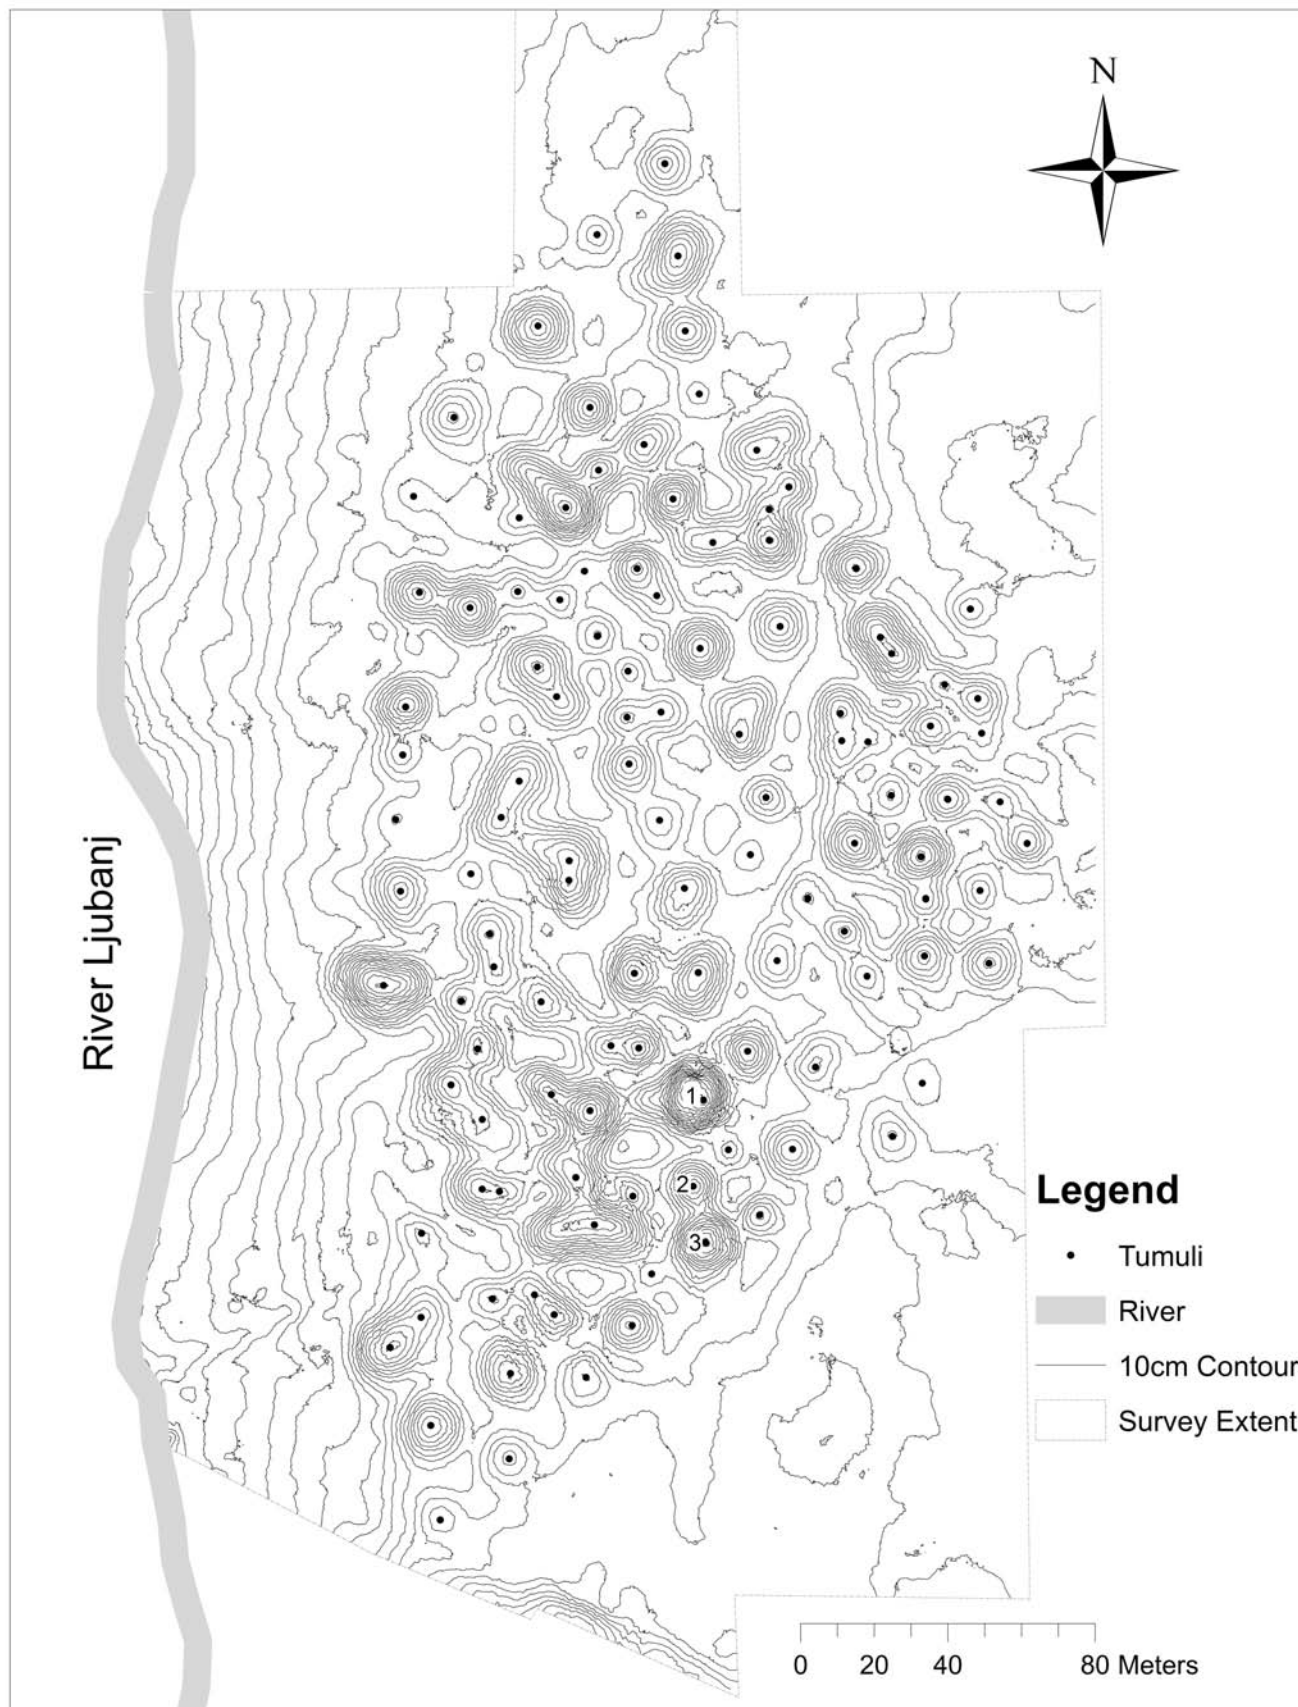 N
River Ljubanj
1
2
3
Legend
Tumuli
River
10cm Contour
Survey Extent
0 20 40 80 Meters